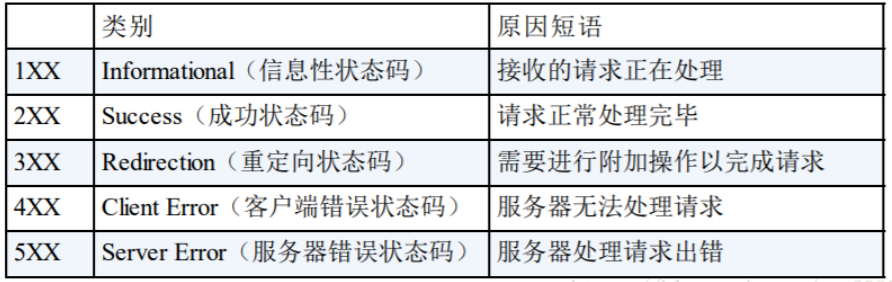 类别 原因短语
1XX Informational（信息性状态码） 接收的请求正在处理
2XX Success（成功状态码） 请求正常处理完毕
3XX Redirection（重定向状态码） 需要进行附加操作以完成请求
4XX Client Error（客户端错误状态码） 服务器无法处理请求
5XX Server Error（服务器错误状态码） 服务器处理请求出错